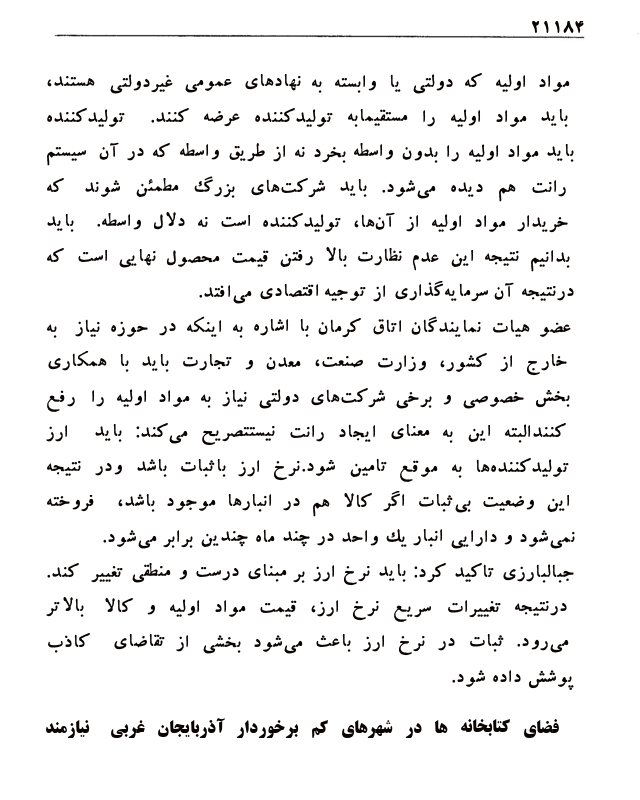 ۲۱۱۸۴
مواد اولیه که دولتی یا وابسته به نهادهای عمومی غیردولتی هستند،
باید مواد اولیه را مستقیمابه تولیدکننده عرضه کنند. تولیدکننده
باید مواد اولیه را بدون واسطه بخرد نه از طریق واسطه که در آن سیستم
رانت هم دیده می‌شود. باید شرکت‌های بزرگ مطمئن شوند که
خریدار مواد اولیه از آن‌ها، تولیدکننده است نه دلال واسطه. باید
بدانیم نتیجه این عدم نظارت بالا رفتن قیمت محصول نهایی است که
درنتیجه آن سرمایه‌گذاری از توجیه اقتصادی می‌افتد.
عضو هیات نمایندگان اتاق کرمان با اشاره به اینکه در حوزه نیاز به
خارج از کشور، وزارت صنعت، معدن و تجارت باید با همکاری
بخش خصوصی و برخی شرکت‌های دولتی نیاز به مواد اولیه را رفع
کنندالبته این به معنای ایجاد رانت نیستتصریح می‌کند: باید ارز
تولیدکننده‌ها به موقع تامین شود.نرخ ارز باثبات باشد ودر نتیجه
این وضعیت بی‌ثبات اگر کالا هم در انبارها موجود باشد، فروخته
نمی‌شود و دارایی انبار یك واحد در چند ماه چندین برابر می‌شود.
جبالبارزی تاکید کرد: باید نرخ ارز بر مبنای درست و منطقی تغییر کند.
درنتیجه تغییرات سریع نرخ ارز، قیمت مواد اولیه و کالا بالاتر
می‌رود. ثبات در نرخ ارز باعث می‌شود بخشی از تقاضای کاذب
پوشش داده شود.
فضای کتابخانه ها در شهرهای کم برخوردار آذربایجان غربی نیازمند